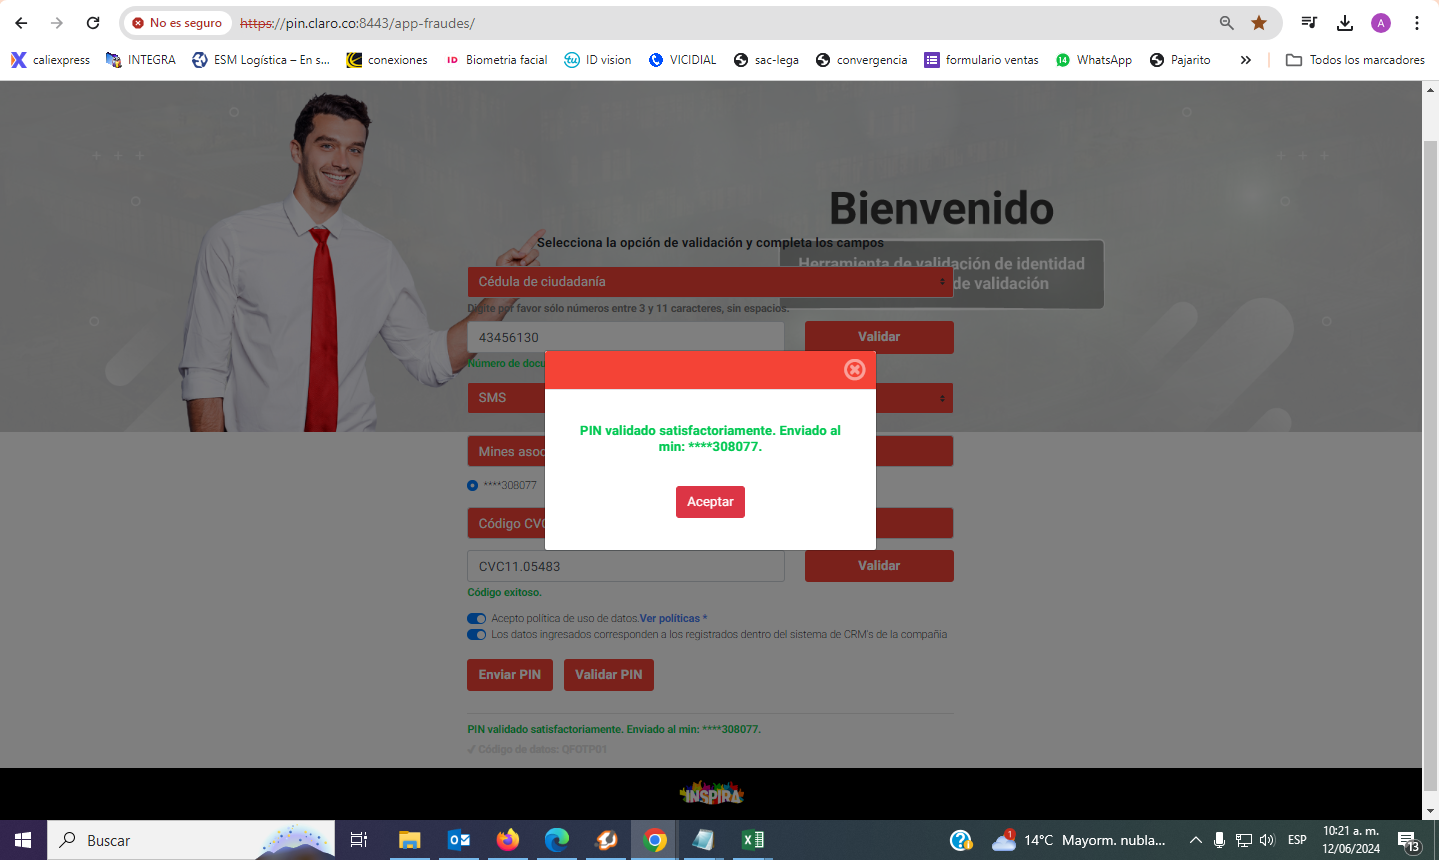 No es seguro
https://pin.claro.co:8443/app-fraudes/
A
caliexpress
INTEGRA
ESM Logística – En s...
conexiones
ID
Biometria facial
ID vision
VICIDIAL
sac-lega
convergencia
formulario ventas
14
WhatsApp
Pajarito
»
Todos los marcadores
Bienvenido
Selecciona la opción de validación y completa los campos
Herramienta de validación de identidad
de validación
Cédula de ciudadanía
Digite por favor sólo números entre 3 y 11 caracteres, sin espacios.
43456130
Validar
Número de docu
SMS
PIN validado satisfactoriamente. Enviado al
min: ****308077.
Aceptar
Mines asoc
****308077
Código CVC
CVC11.05483
Validar
Código exitoso.
Acepto política de uso de datos.Ver políticas *
Los datos ingresados corresponden a los registrados dentro del sistema de CRM's de la compañia
Enviar PIN
Validar PIN
PIN validado satisfactoriamente. Enviado al min: ****308077.
✓ Código de datos: QFOTP01
INSPIRA
Buscar
1
14°C Mayorm. nubla...
ESP
10:21 a. m.
12/06/2024
13